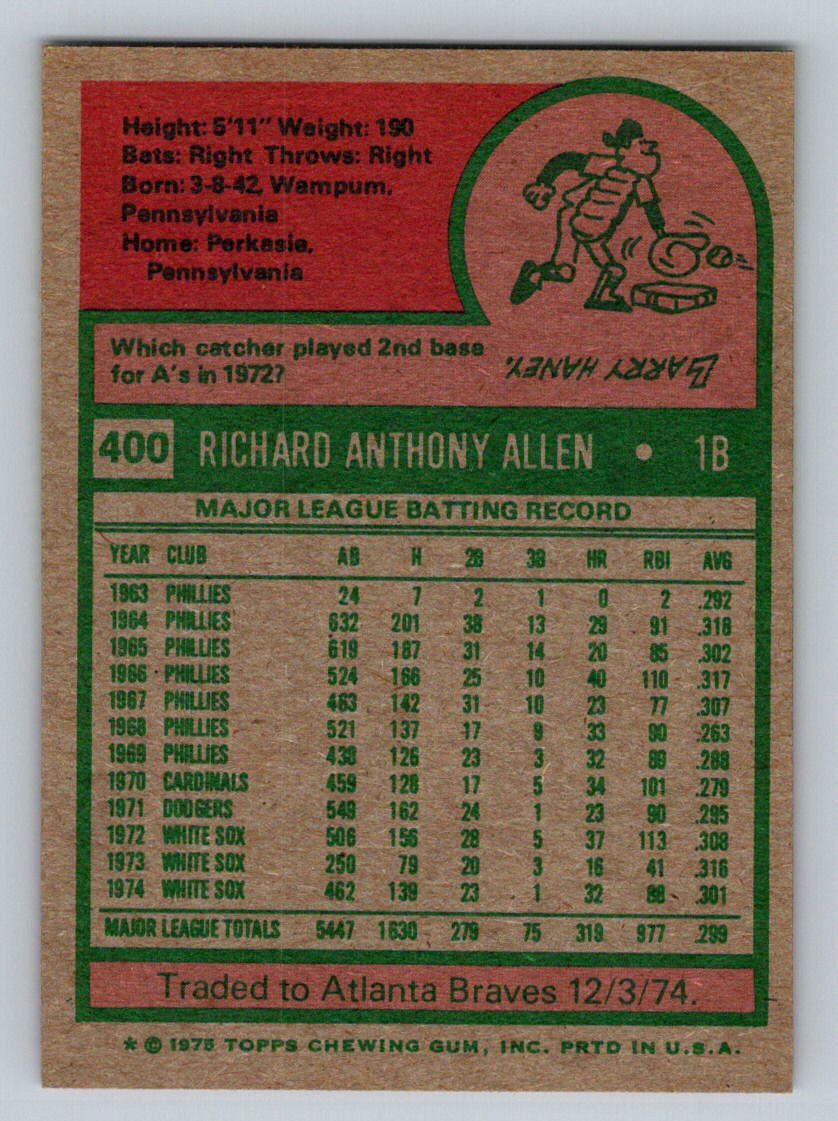 Height: 5'11" Weight: 190
Bats: Right Throws: Right
Born: 3-8-42, Wampum,
Pennsylvania
Home: Perkasie,
Pennsylvania
Which catcher played 2nd base
for A's in 1972?
LARRY HANEY.
400 RICHARD ANTHONY ALLEN • 1B
MAJOR LEAGUE BATTING RECORD
YEAR CLUB AB H 2B 3B HR RBI AVG
1963 PHILLIES 24 7 2 1 0 2 .292
1964 PHILLIES 632 201 38 13 29 91 .318
1965 PHILLIES 619 187 31 14 20 85 .302
1966 PHILLIES 524 166 25 10 40 110 .317
1967 PHILLIES 463 142 31 10 23 77 .307
1968 PHILLIES 521 137 17 9 33 90 .263
1969 PHILLIES 438 126 23 3 32 89 .288
1970 CARDINALS 459 128 17 5 34 101 .279
1971 DODGERS 549 162 24 1 23 90 .295
1972 WHITE SOX 506 156 28 5 37 113 .308
1973 WHITE SOX 250 79 20 3 16 41 .316
1974 WHITE SOX 462 139 23 1 32 88 .301
MAJOR LEAGUE TOTALS 5447 1630 279 75 319 977 .299
Traded to Atlanta Braves 12/3/74.
* © 1975 TOPPS CHEWING GUM, INC. PRTD IN U.S.A.